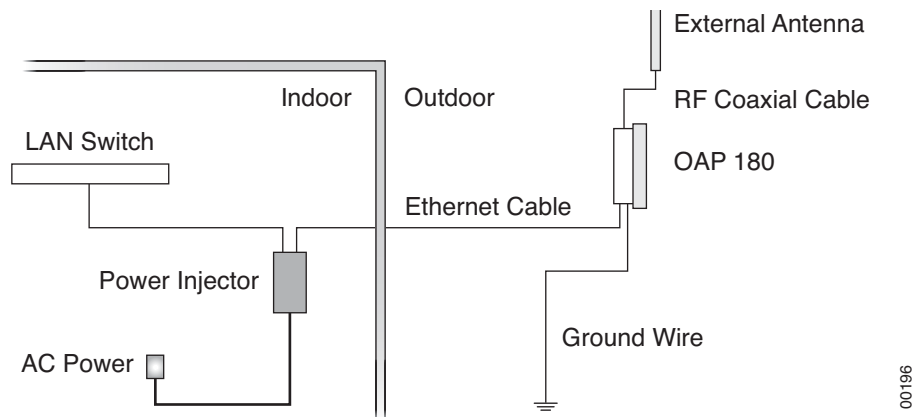 External Antenna
Indoor
Outdoor
RF Coaxial Cable
LAN Switch
OAP 180
Ethernet Cable
Power Injector
Ground Wire
AC Power
00196